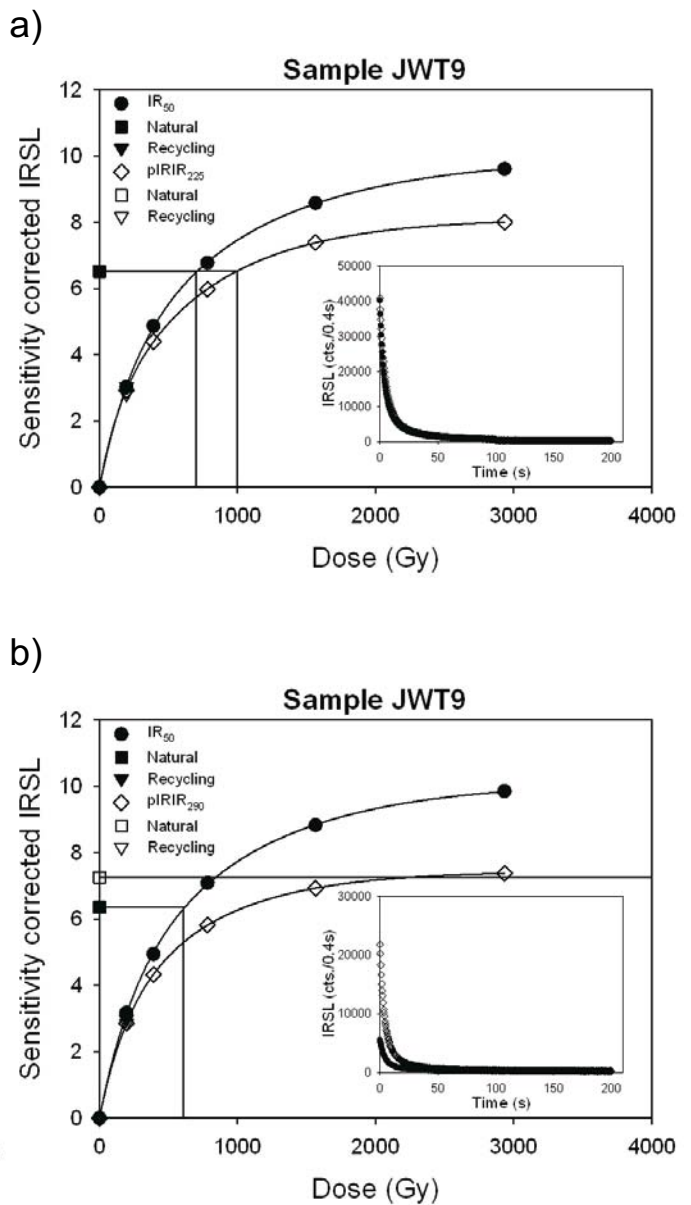 a)
Sample JWT9
Sensitivity corrected IRSL
12
10
8
6
4
2
0
IR50
Natural
Recycling
pIRIR225
Natural
Recycling
IRSL (cts./0.4s)
50000
40000
30000
20000
10000
0
0 50 100 150 200
Time (s)
0 1000 2000 3000 4000
Dose (Gy)
b)
Sample JWT9
Sensitivity corrected IRSL
12
10
8
6
4
2
0
IR50
Natural
Recycling
pIRIR290
Natural
Recycling
IRSL (cts./0.4s)
30000
20000
10000
0
0 50 100 150 200
Time (s)
0 1000 2000 3000 4000
Dose (Gy)